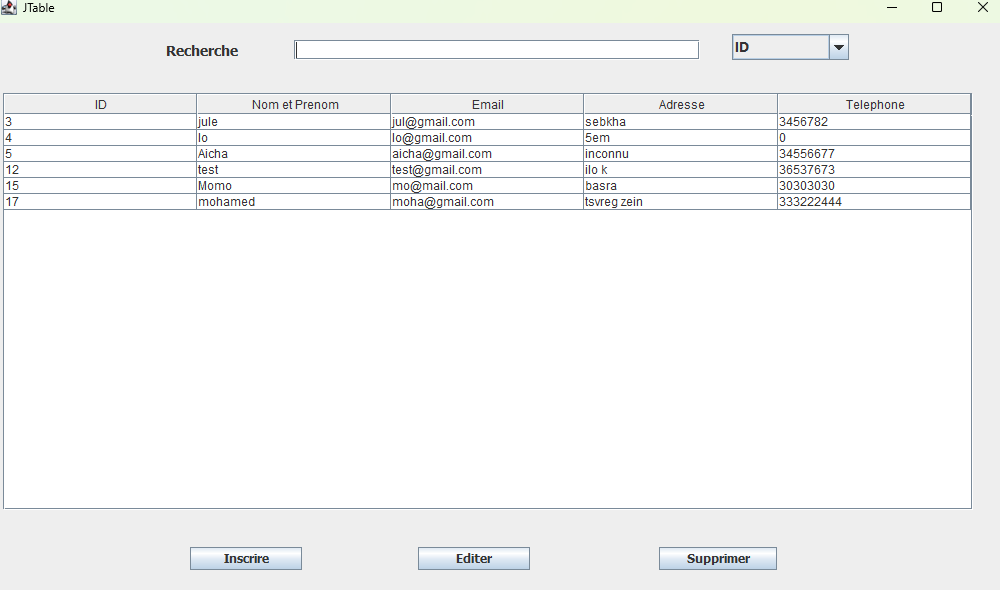 JTable
Recherche ID
ID Nom et Prenom Email Adresse Telephone
3 jule jul@gmail.com sebkha 3456782
4 lo lo@gmail.com 5em 0
5 Aicha aicha@gmail.com inconnu 34556677
12 test test@gmail.com ilo k 36537673
15 Momo mo@mail.com basra 30303030
17 mohamed moha@gmail.com tsvreg zein 333222444
Inscrire Editer Supprimer